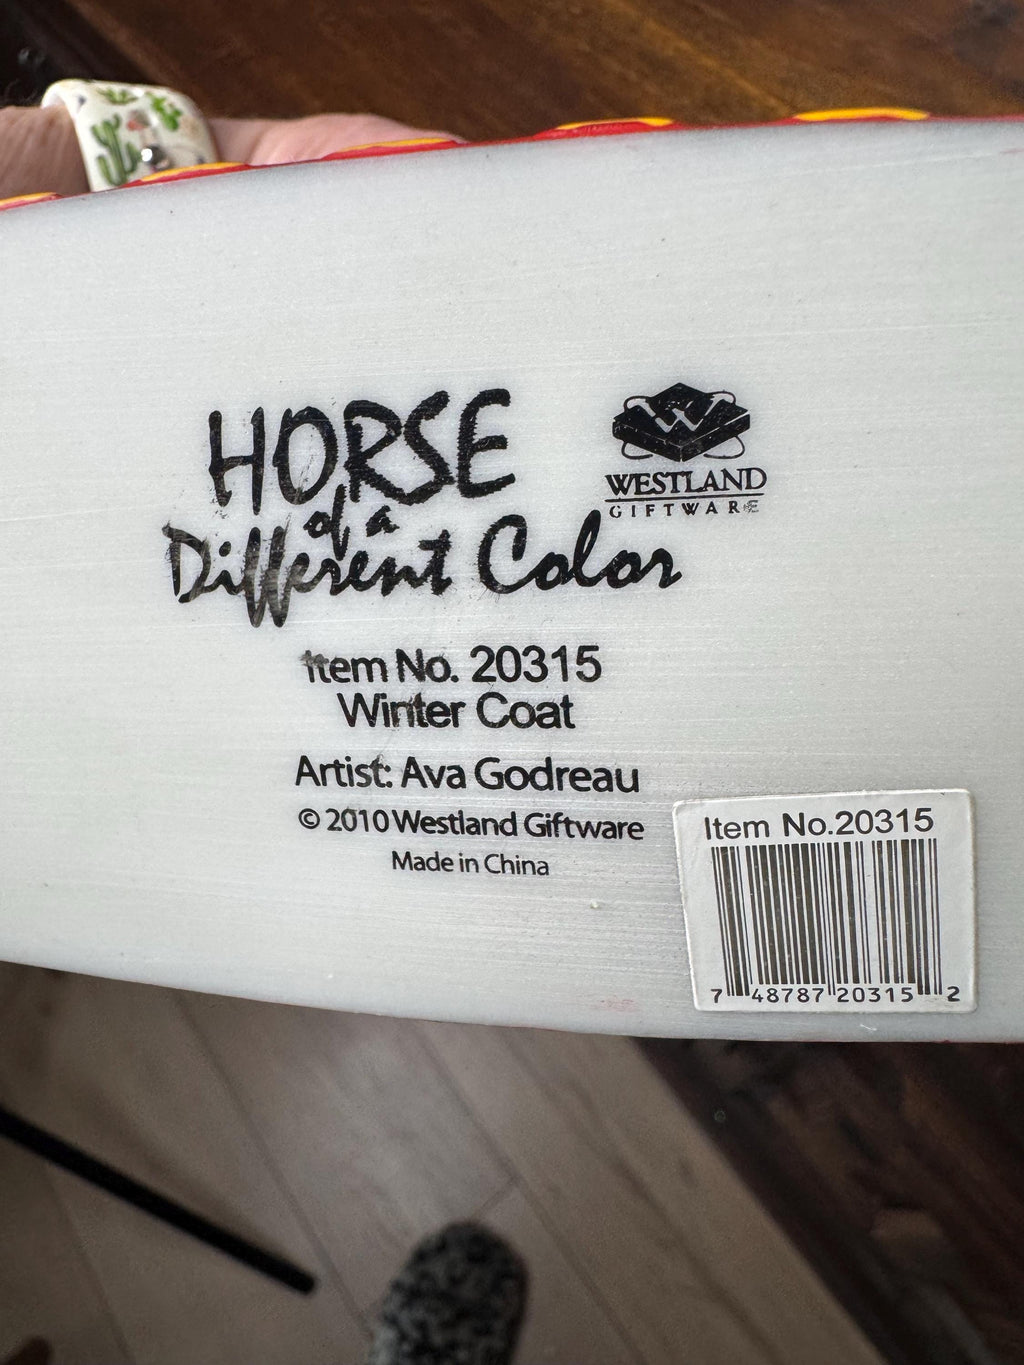 HORSE
of a
Different Color
W
WESTLAND
GIFTWARE
Item No. 20315
Winter Coat
Artist: Ava Godreau
© 2010 Westland Giftware
Made in China
Item No.20315
7 48787 20315 2